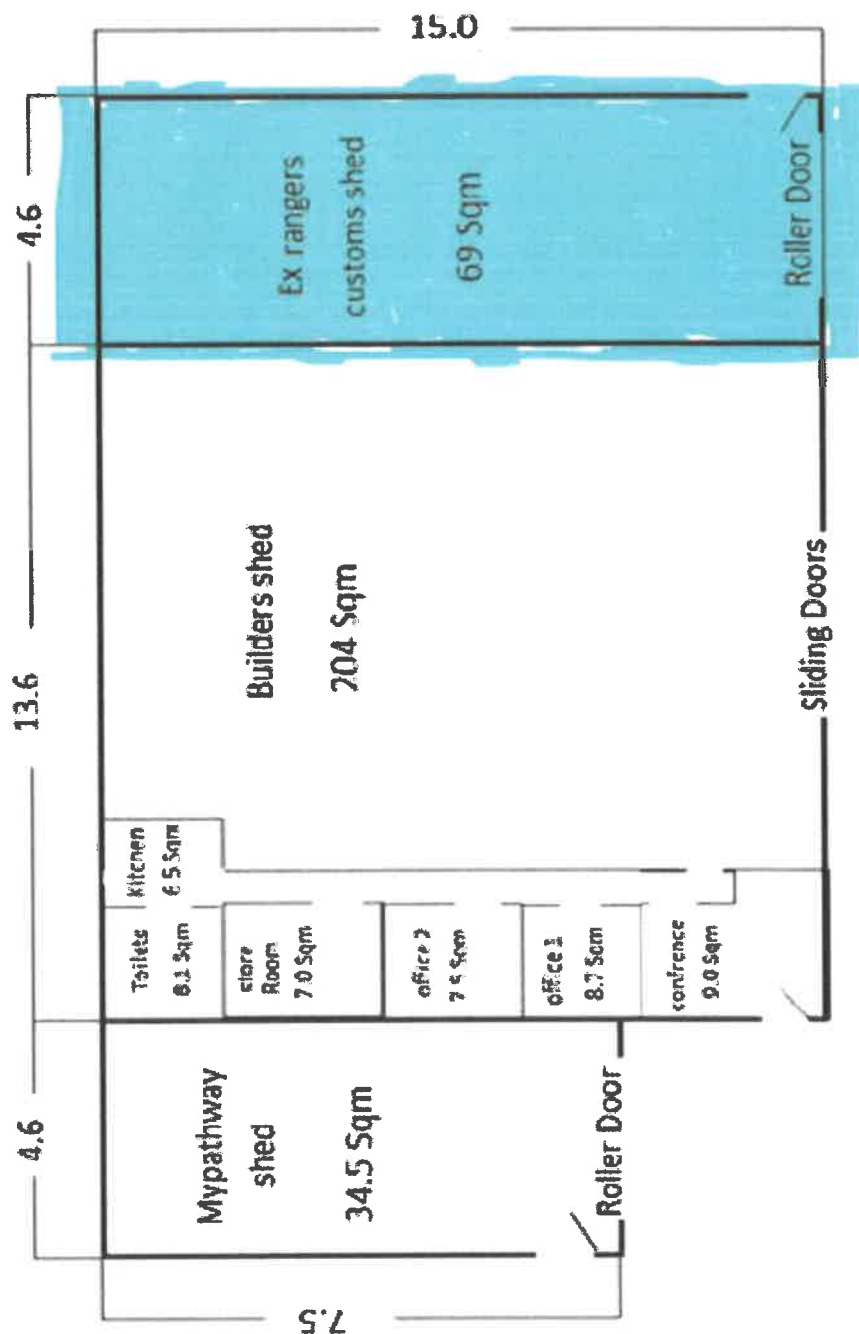 4.6
13.6
4.6
7.5
15.0
Mypathway
shed
34.5 Sqm
Roller Door
Toilets
Sqm
Kitchen
6.5 Sqm
store
Room
7.0 Sqm
office 2
Sqm
office 1
8.7 Sqm
confrence
9.0 Sqm
Builders shed
204 Sqm
Sliding Doors
Ex rangers
customs shed
69 Sqm
Roller Door